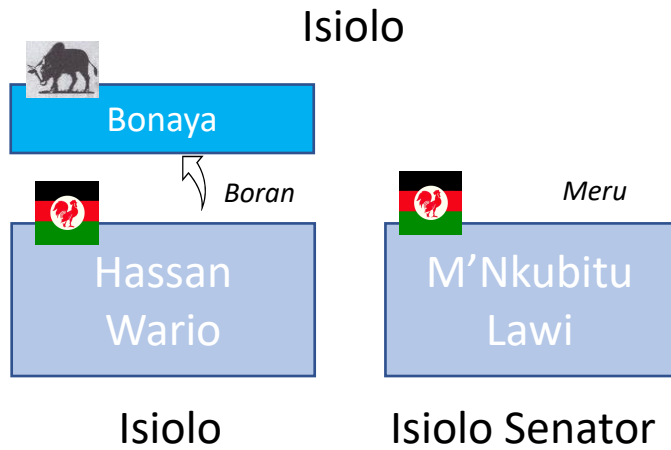 Isiolo
Bonaya
Boran
Meru
Hassan
Wario
M’Nkubitu
Lawi
Isiolo
Isiolo Senator